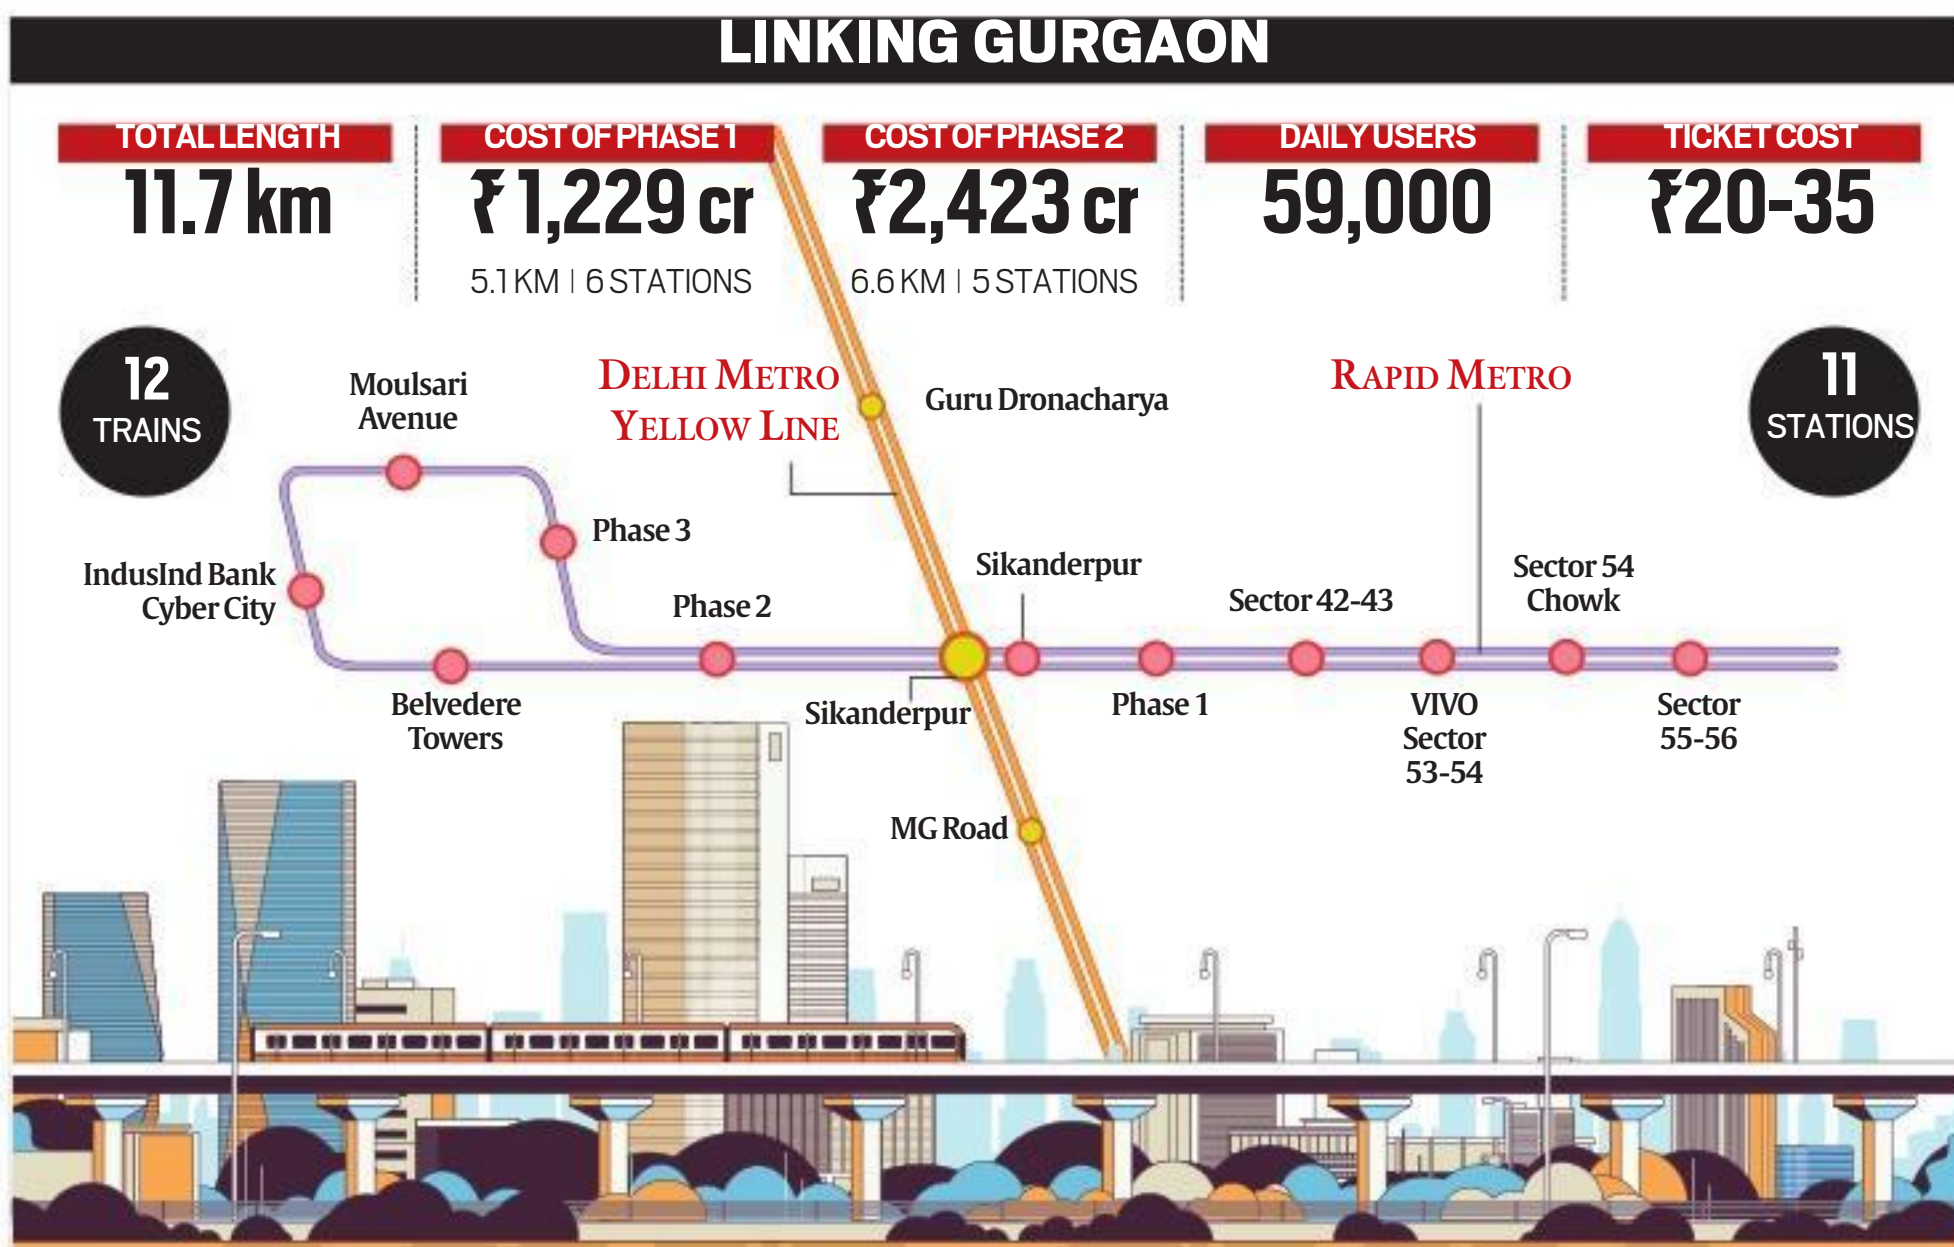 LINKING GURGAON
TOTAL LENGTH
11.7 km
COST OF PHASE 1
₹1,229 cr
5.1 KM | 6 STATIONS
COST OF PHASE 2
₹2,423 cr
6.6 KM | 5 STATIONS
DAILY USERS
59,000
TICKET COST
₹20-35
12
TRAINS
Moulsari
Avenue
DELHI METRO
YELLOW LINE
Guru Dronacharya
RAPID METRO
11
STATIONS
Phase 3
IndusInd Bank
Cyber City
Phase 2
Sikanderpur
Sector 42-43
Sector 54
Chowk
Belvedere
Towers
Sikanderpur
Phase 1
VIVO
Sector
53-54
Sector
55-56
MG Road